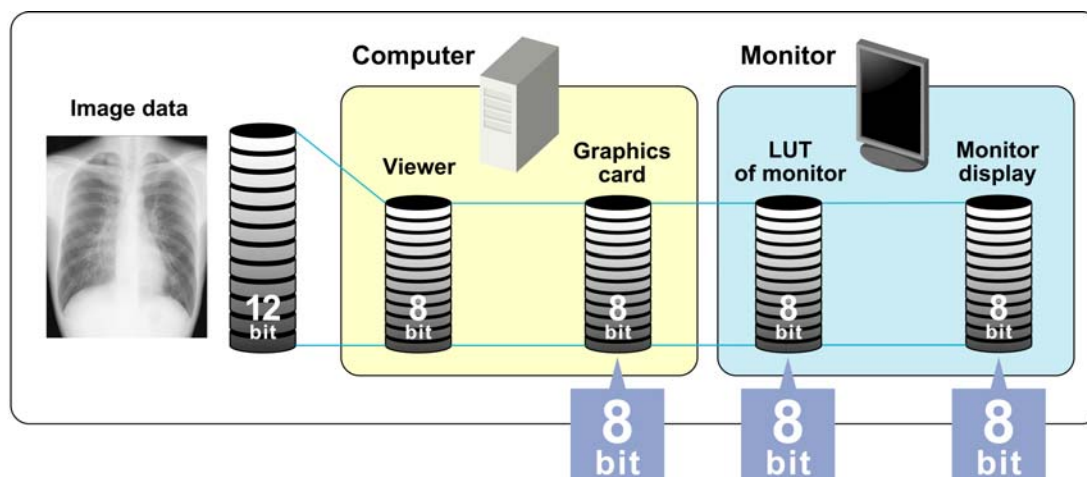 Computer
Monitor
Image data
Viewer
Graphics
card
LUT
of monitor
Monitor
display
12
bit
8
bit
8
bit
8
bit
8
bit
8
bit
8
bit
8
bit